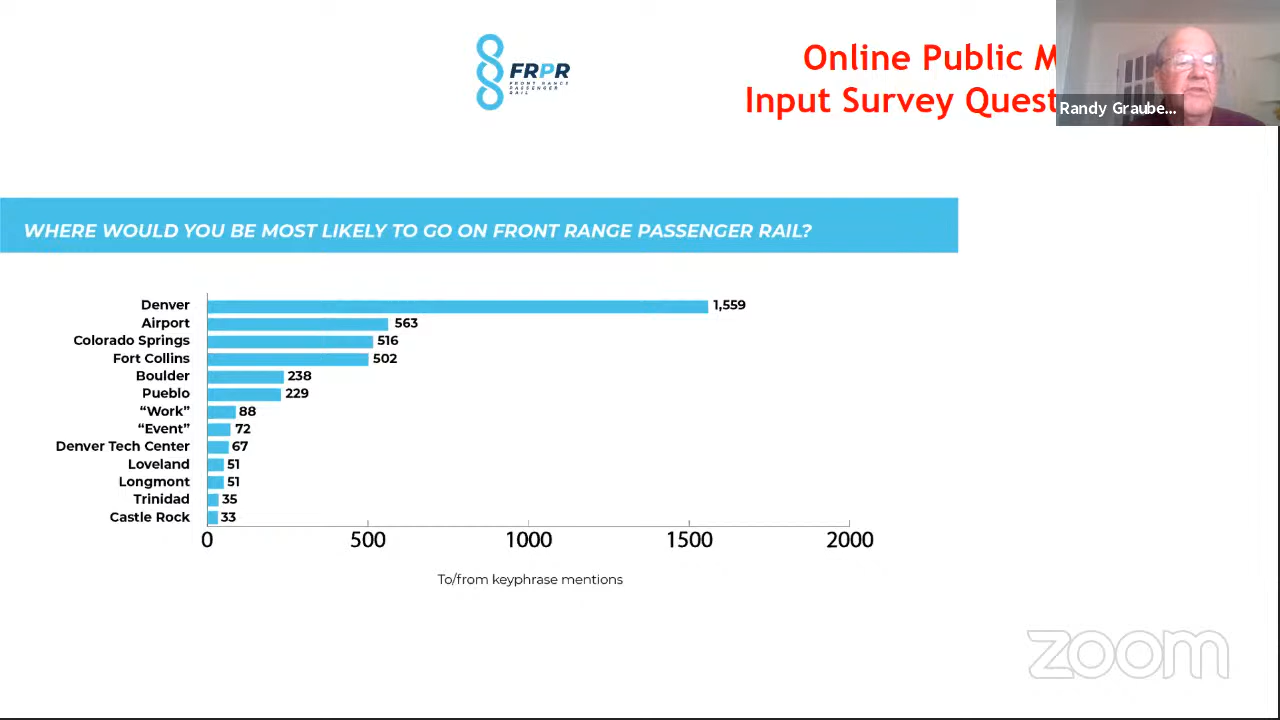 FRPR
FRONT RANGE
PASSENGER
RAIL
Online Public M
Input Survey Quest
Randy Graube...
WHERE WOULD YOU BE MOST LIKELY TO GO ON FRONT RANGE PASSENGER RAIL?
Denver 1,559
Airport 563
Colorado Springs 516
Fort Collins 502
Boulder 238
Pueblo 229
“Work” 88
“Event” 72
Denver Tech Center 67
Loveland 51
Longmont 51
Trinidad 35
Castle Rock 33
0 500 1000 1500 2000
To/from keyphrase mentions
zoom